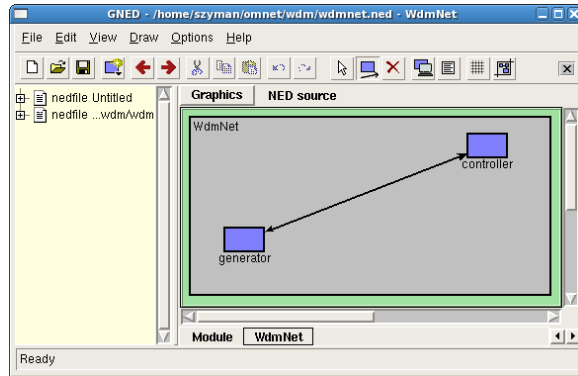 GNED - /home/szyman/omnet/wdm/wdmnet.ned - WdmNet
File Edit View Draw Options Help
nedfile Untitled
nedfile ...wdm/wdm
Graphics NED source
WdmNet
controller
generator
Module WdmNet
Ready